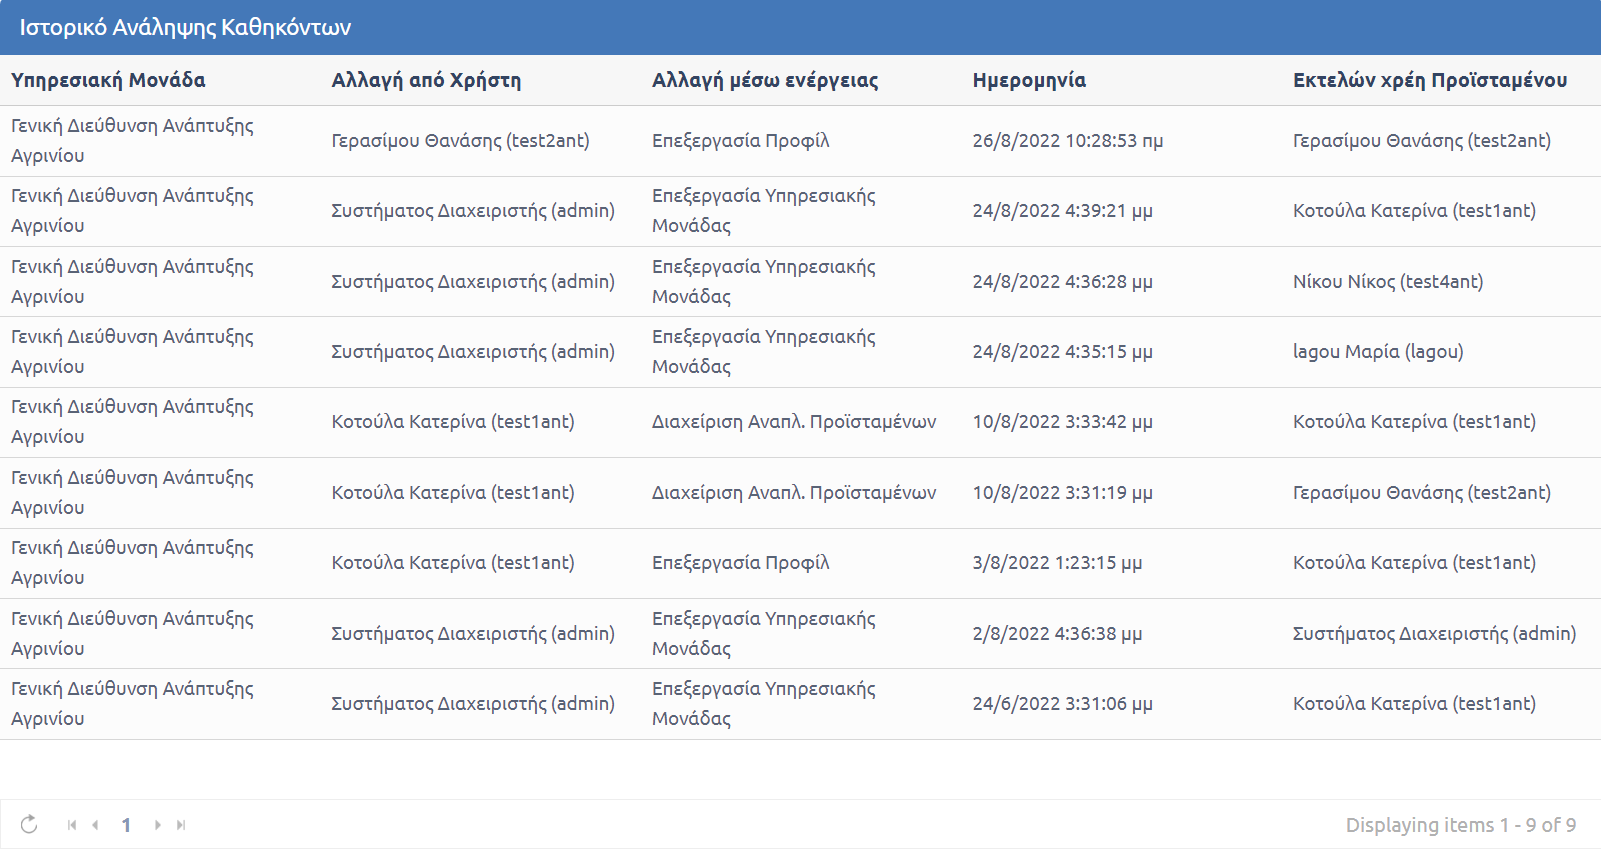 Ιστορικό Ανάληψης Καθηκόντων
Υπηρεσιακή Μονάδα Αλλαγή από Χρήστη Αλλαγή μέσω ενέργειας Ημερομηνία Εκτελών χρέη Προϊσταμένου
Γενική Διεύθυνση Ανάπτυξης
Αγρινίου
Γερασίμου Θανάσης (test2ant) Επεξεργασία Προφίλ 26/8/2022 10:28:53 πμ Γερασίμου Θανάσης (test2ant)
Γενική Διεύθυνση Ανάπτυξης
Αγρινίου
Συστήματος Διαχειριστής (admin) Επεξεργασία Υπηρεσιακής
Μονάδας
24/8/2022 4:39:21 μμ Κοτούλα Κατερίνα (test1ant)
Γενική Διεύθυνση Ανάπτυξης
Αγρινίου
Συστήματος Διαχειριστής (admin) Επεξεργασία Υπηρεσιακής
Μονάδας
24/8/2022 4:36:28 μμ Νίκου Νίκος (test4ant)
Γενική Διεύθυνση Ανάπτυξης
Αγρινίου
Συστήματος Διαχειριστής (admin) Επεξεργασία Υπηρεσιακής
Μονάδας
24/8/2022 4:35:15 μμ lagou Μαρία (lagou)
Γενική Διεύθυνση Ανάπτυξης
Αγρινίου
Κοτούλα Κατερίνα (test1ant) Διαχείριση Αναπλ. Προϊσταμένων 10/8/2022 3:33:42 μμ Κοτούλα Κατερίνα (test1ant)
Γενική Διεύθυνση Ανάπτυξης
Αγρινίου
Κοτούλα Κατερίνα (test1ant) Διαχείριση Αναπλ. Προϊσταμένων 10/8/2022 3:31:19 μμ Γερασίμου Θανάσης (test2ant)
Γενική Διεύθυνση Ανάπτυξης
Αγρινίου
Κοτούλα Κατερίνα (test1ant) Επεξεργασία Προφίλ 3/8/2022 1:23:15 μμ Κοτούλα Κατερίνα (test1ant)
Γενική Διεύθυνση Ανάπτυξης
Αγρινίου
Συστήματος Διαχειριστής (admin) Επεξεργασία Υπηρεσιακής
Μονάδας
2/8/2022 4:36:38 μμ Συστήματος Διαχειριστής (admin)
Γενική Διεύθυνση Ανάπτυξης
Αγρινίου
Συστήματος Διαχειριστής (admin) Επεξεργασία Υπηρεσιακής
Μονάδας
24/6/2022 3:31:06 μμ Κοτούλα Κατερίνα (test1ant)
1 Displaying items 1 - 9 of 9